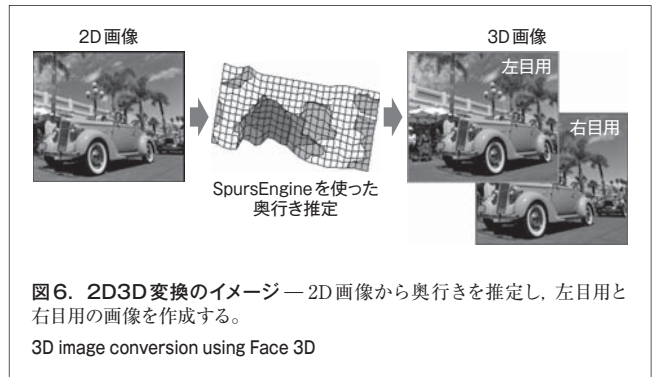 2D画像
3D画像
左目用
右目用
SpursEngineを使った
奥行き推定
図6. 2D3D変換のイメージ — 2D画像から奥行きを推定し，左目用と
右目用の画像を作成する。
3D image conversion using Face 3D